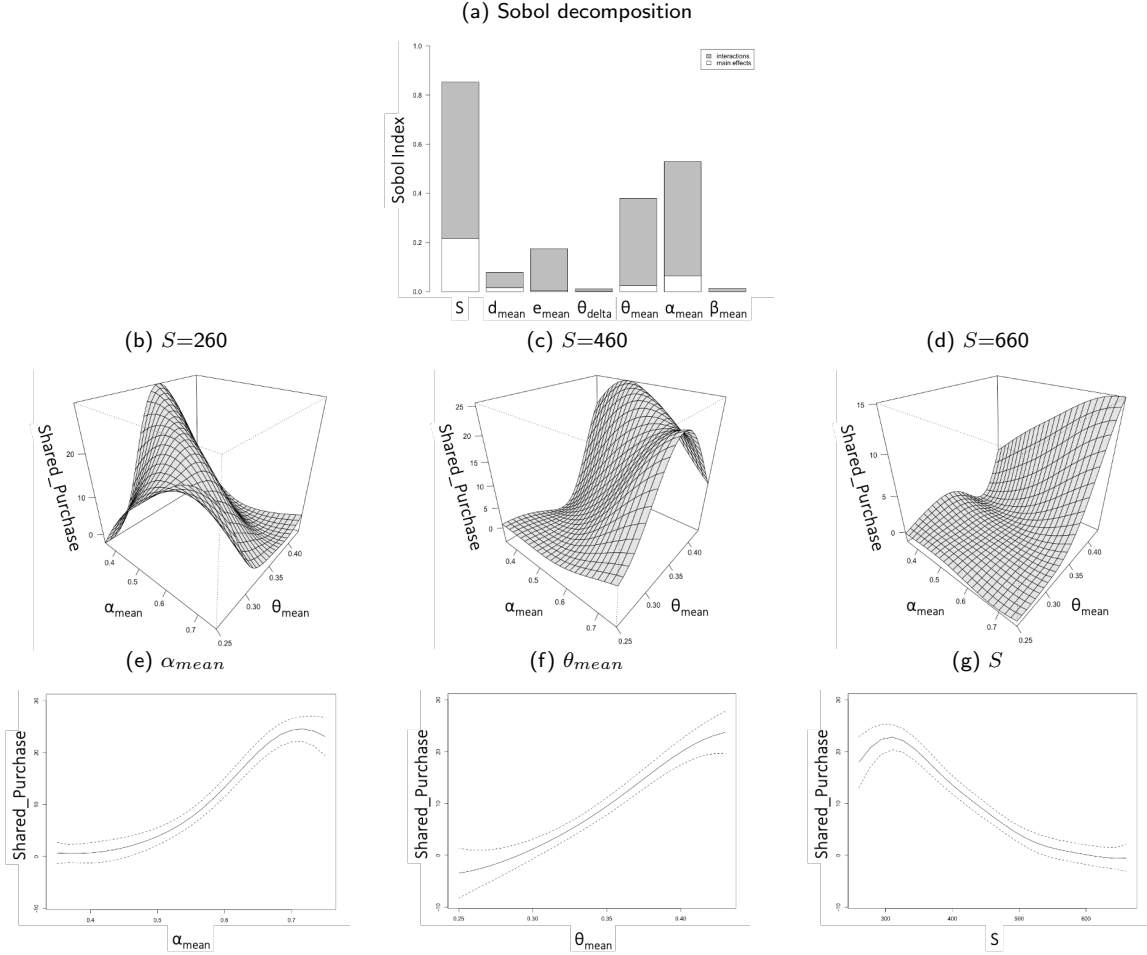 (a) Sobol decomposition
1.0
0.8
0.6
0.4
0.2
0.0
Sobol Index
interactions
main effects
S d_mean e_mean θ_delta θ_mean α_mean β_mean
(b) S=260
Shared_Purchase
20
10
0
0.4
0.5
0.6
0.7
α_mean
0.25
0.30
0.35
0.40
θ_mean
(c) S=460
Shared_Purchase
25
20
15
10
5
0
0.4
0.5
0.6
0.7
α_mean
0.25
0.30
0.35
0.40
θ_mean
(d) S=660
Shared_Purchase
15
10
5
0
0.4
0.5
0.6
0.7
α_mean
0.25
0.30
0.35
0.40
θ_mean
(e) α_mean
Shared_Purchase
30
20
10
0
-10
0.4 0.5 0.6 0.7
α_mean
(f) θ_mean
Shared_Purchase
30
20
10
0
-10
0.25 0.30 0.35 0.40
θ_mean
(g) S
Shared_Purchase
30
20
10
0
-10
300 400 500 600
S